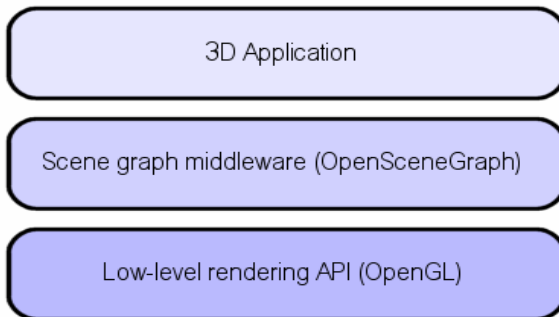 3D Application
Scene graph middleware (OpenSceneGraph)
Low-level rendering API (OpenGL)